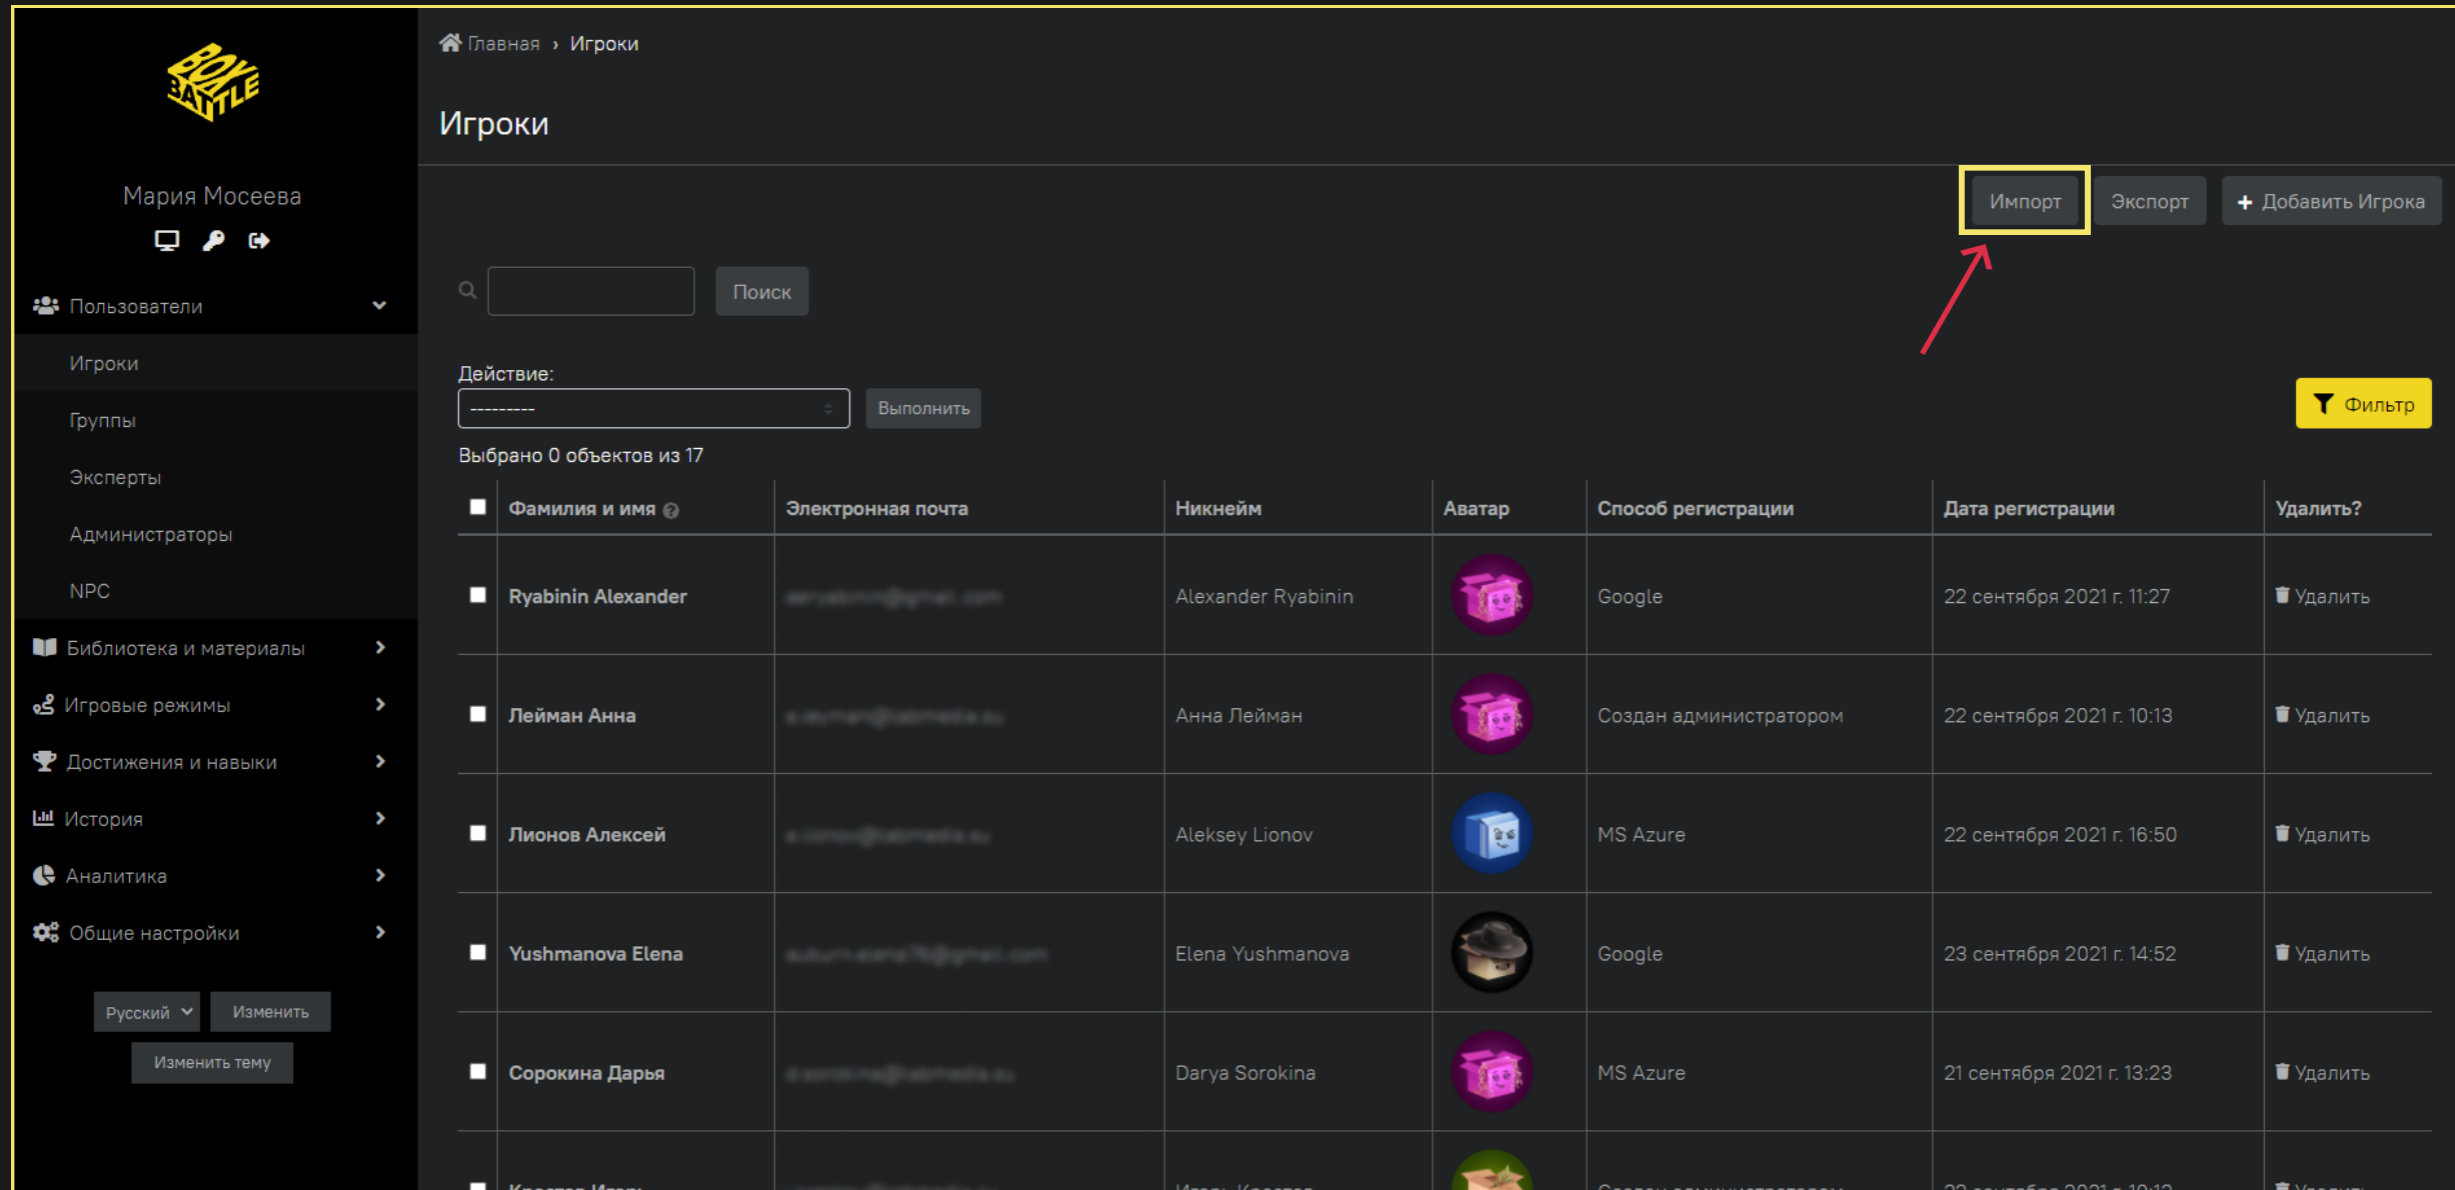 BOX BATTLE
Главная › Игроки
Игроки
Мария Мосеева
Импорт
Экспорт
+ Добавить Игрока
Поиск
Пользователи
Игроки
Группы
Эксперты
Администраторы
NPC
Библиотека и материалы
Игровые режимы
Достижения и навыки
История
Аналитика
Общие настройки
Русский
Изменить
Изменить тему
Действие:
---------
Выполнить
Фильтр
Выбрано 0 объектов из 17
Фамилия и имя ? Электронная почта Никнейм Аватар Способ регистрации Дата регистрации Удалить?
Ryabinin Alexander Alexander Ryabinin Google 22 сентября 2021 г. 11:27 Удалить
Лейман Анна Анна Лейман Создан администратором 22 сентября 2021 г. 10:13 Удалить
Лионов Алексей Aleksey Lionov MS Azure 22 сентября 2021 г. 16:50 Удалить
Yushmanova Elena Elena Yushmanova Google 23 сентября 2021 г. 14:52 Удалить
Сорокина Дарья Darya Sorokina MS Azure 21 сентября 2021 г. 13:23 Удалить